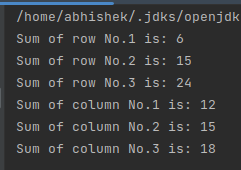 /home/abhishek/.jdks/openjdk
Sum of row No.1 is: 6
Sum of row No.2 is: 15
Sum of row No.3 is: 24
Sum of column No.1 is: 12
Sum of column No.2 is: 15
Sum of column No.3 is: 18